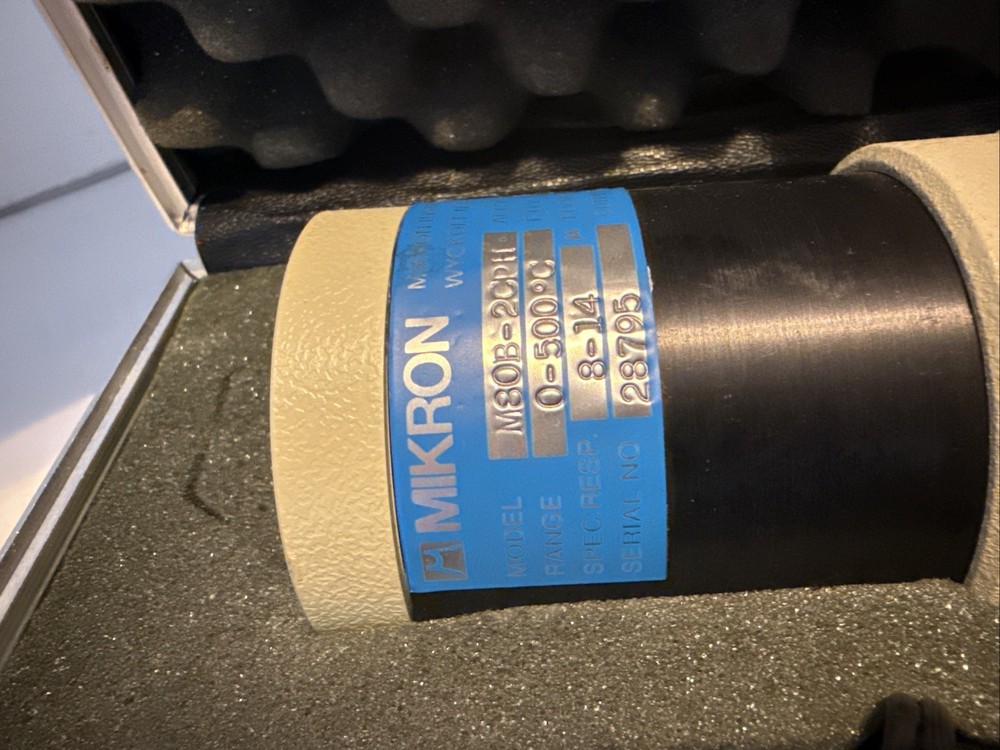 MIKRON
MODEL M80B-2CPH
RANGE 0-500°C
SPEC. RESP. 8-14
SERIAL NO 28795